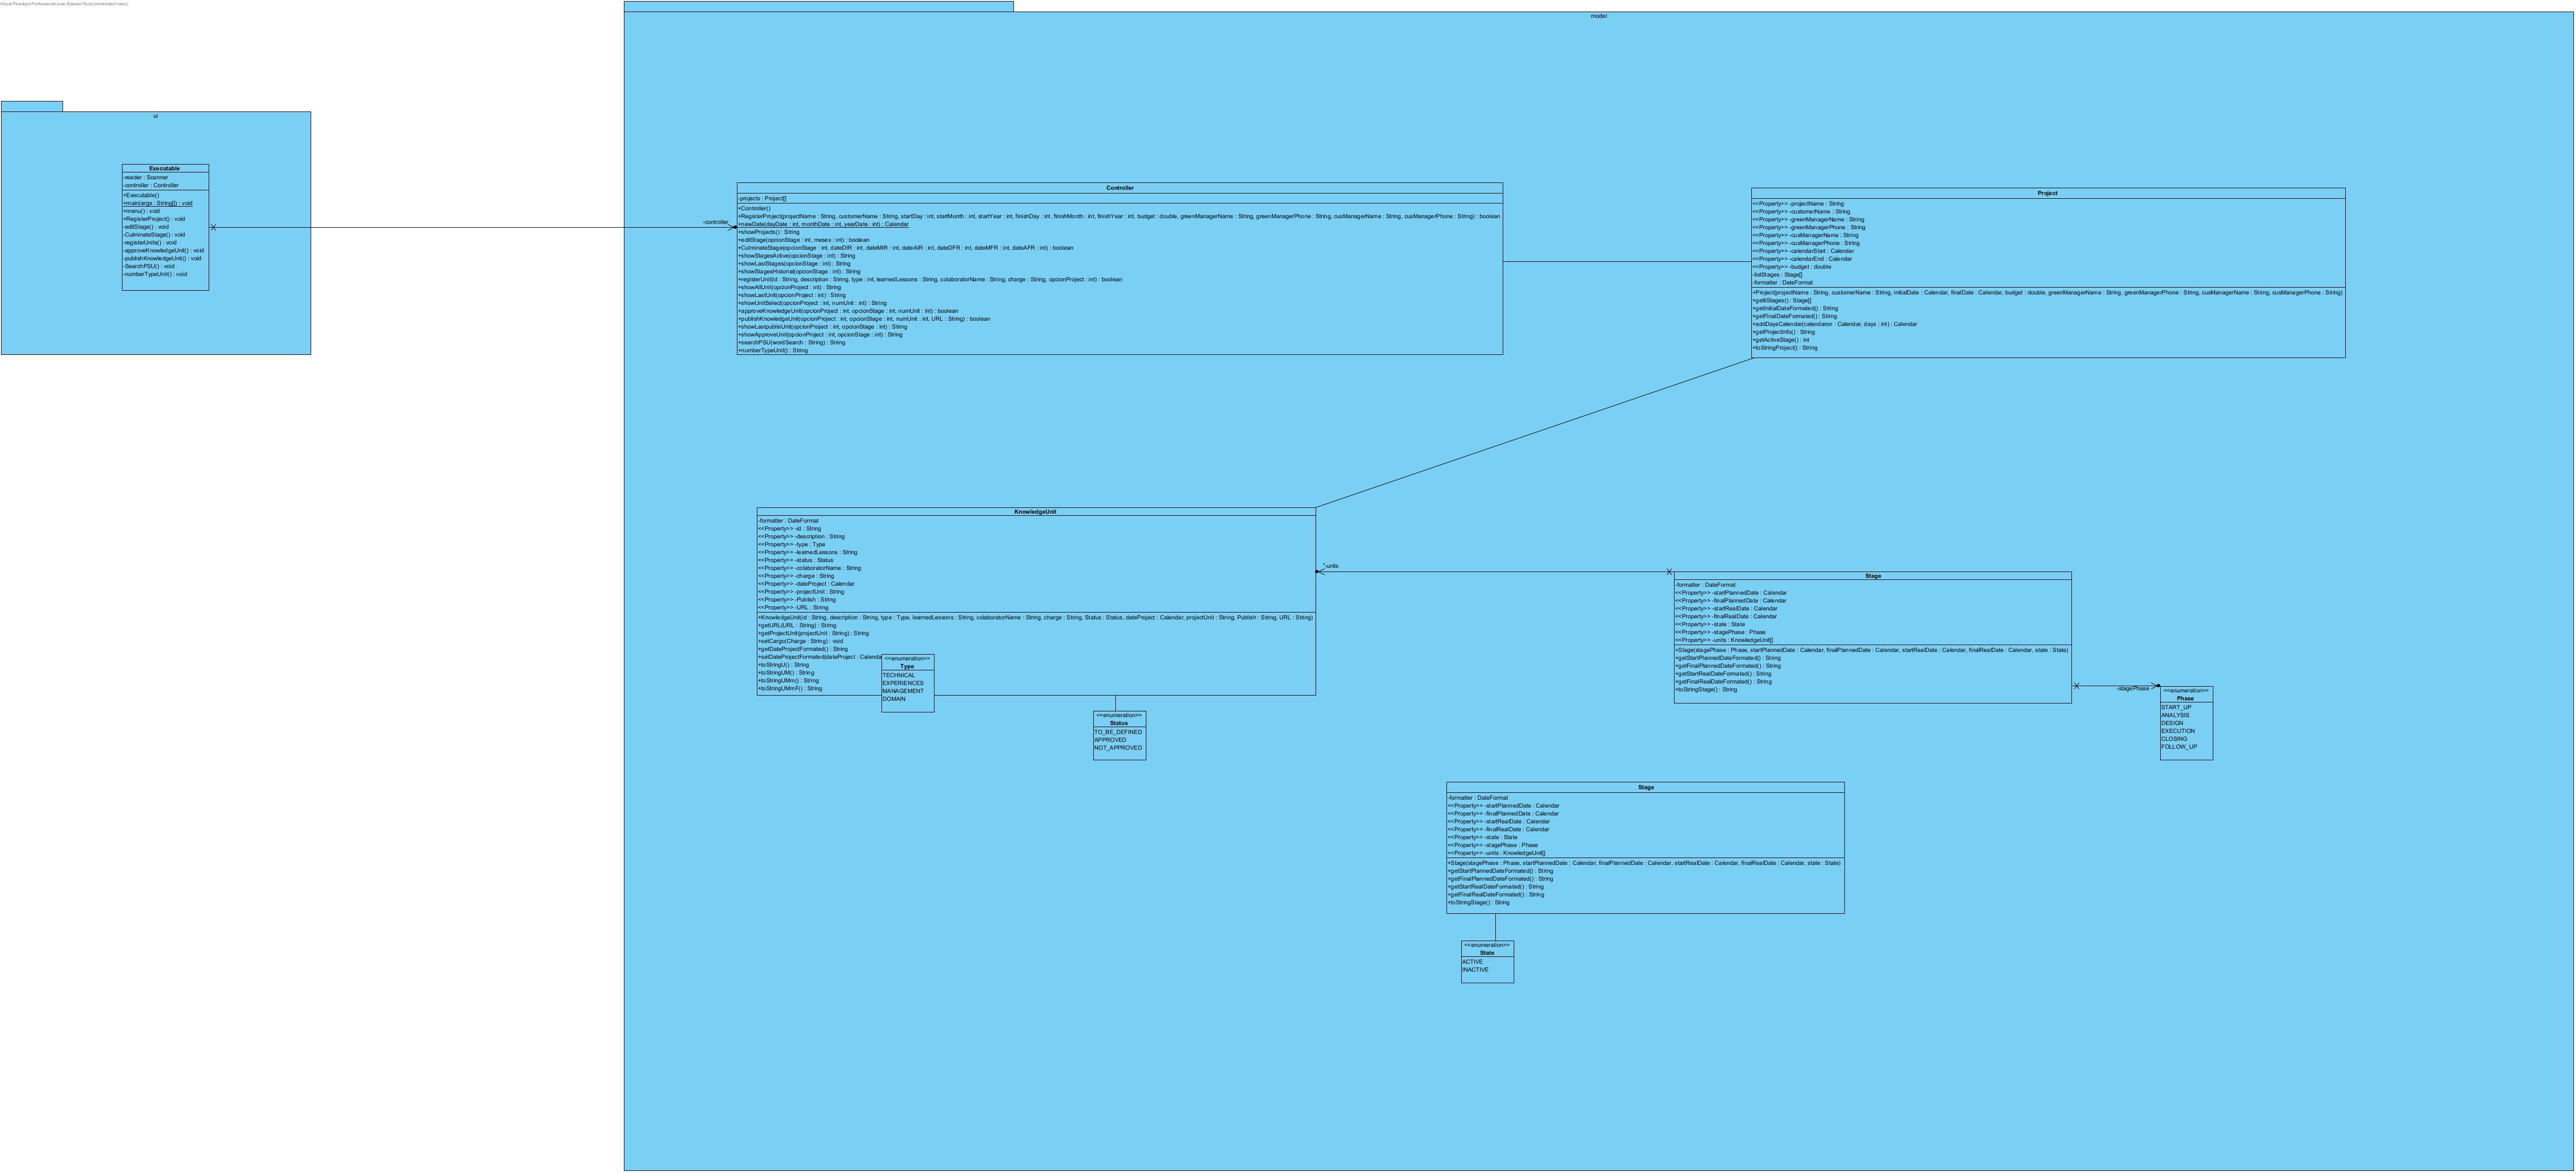 Visual Paradigm Professional(Juan Esteban Ruiz(Universidad Icesi))
model
ui
Executable
-reader : Scanner
-controller : Controller
+Executable()
+main(args : String[]) : void
+menu() : void
+RegisterProject() : void
-editStage() : void
-CulminateStage() : void
-registerUnits() : void
-approveKnowledgeUnit() : void
-publishKnowledgeUnit() : void
-SearchPSU() : void
-numberTypeUnit() : void
-controller
Controller
-projects : Project[]
+Controller()
+RegisterProject(projectName : String, customerName : String, startDay : int, startMonth : int, startYear : int, finishDay : int, finishMonth : int, finishYear : int, budget : double, greenManagerName : String, greenManagerPhone : String, cusManagerName : String, cusManagerPhone : String) : boolean
+newDate(dayDate : int, monthDate : int, yearDate : int) : Calendar
+showProjects() : String
+editStage(opcionStage : int, meses : int) : boolean
+CulminateStage(opcionStage : int, dateDIR : int, dateMIR : int, dateAIR : int, dateDFR : int, dateMFR : int, dateAFR : int) : boolean
+showStagesActive(opcionStage : int) : String
+showLastStages(opcionStage : int) : String
+showStagesHistorial(opcionStage : int) : String
+registerUnit(id : String, description : String, type : int, learnedLessons : String, colaboratorName : String, charge : String, opcionProject : int) : boolean
+showAllUnit(opcionProject : int) : String
+showLastUnit(opcionProject : int) : String
+showUnitSelect(opcionProject : int, numUnit : int) : String
+approveKnowledgeUnit(opcionProject : int, opcionStage : int, numUnit : int) : boolean
+publishKnowledgeUnit(opcionProject : int, opcionStage : int, numUnit : int, URL : String) : boolean
+showLastpublisUnit(opcionProject : int, opcionStage : int) : String
+showApproveUnit(opcionProject : int, opcionStage : int) : String
+searchPSU(wordSearch : String) : String
+numberTypeUnit() : String
Project
<<Property>> -projectName : String
<<Property>> -customerName : String
<<Property>> -greenManagerName : String
<<Property>> -greenManagerPhone : String
<<Property>> -cusManagerName : String
<<Property>> -cusManagerPhone : String
<<Property>> -calendarStart : Calendar
<<Property>> -calendarEnd : Calendar
<<Property>> -budget : double
-listStages : Stage[]
-formatter : DateFormat
+Project(projectName : String, customerName : String, initialDate : Calendar, finalDate : Calendar, budget : double, greenManagerName : String, greenManagerPhone : String, cusManagerName : String, cusManagerPhone : String)
+getliStages() : Stage[]
+getInitialDateFormated() : String
+getFinalDateFormated() : String
+addDaysCalendar(calendaron : Calendar, days : int) : Calendar
+getProjectInfo() : String
+getActiveStage() : int
+toStringProject() : String
KnowledgeUnit
-formatter : DateFormat
<<Property>> -id : String
<<Property>> -description : String
<<Property>> -type : Type
<<Property>> -learnedLessons : String
<<Property>> -status : Status
<<Property>> -colaboratorName : String
<<Property>> -charge : String
<<Property>> -dateProject : Calendar
<<Property>> -projectUnit : String
<<Property>> -Publish : String
<<Property>> -URL : String
+KnowledgeUnit(id : String, description : String, type : Type, learnedLessons : String, colaboratorName : String, charge : String, Status : Status, dateProject : Calendar, projectUnit : String, Publish : String, URL : String)
+getURL(URL : String) : String
+getProjectUnit(projectUnit : String) : String
+setCargo(Charge : String) : void
+getDateProjectFormated() : String
+setDateProjectFormated(dateProject : Calenda
+toStringU() : String
+toStringUM() : String
+toStringUMm() : String
+toStringUMmF() : String
<<enumeration>>
Type
TECHNICAL
EXPERIENCES
MANAGEMENT
DOMAIN
<<enumeration>>
Status
TO_BE_DEFINED
APPROVED
NOT_APPROVED
*-units
Stage
-formatter : DateFormat
<<Property>> -startPlannedDate : Calendar
<<Property>> -finalPlannedDate : Calendar
<<Property>> -startRealDate : Calendar
<<Property>> -finalRealDate : Calendar
<<Property>> -state : State
<<Property>> -stagePhase : Phase
<<Property>> -units : KnowledgeUnit[]
+Stage(stagePhase : Phase, startPlannedDate : Calendar, finalPlannedDate : Calendar, startRealDate : Calendar, finalRealDate : Calendar, state : State)
+getStartPlannedDateFormated() : String
+getFinalPlannedDateFormated() : String
+getStartRealDateFormated() : String
+getFinalRealDateFormated() : String
+toStringStage() : String
-stagePhase
<<enumeration>>
Phase
START_UP
ANALYSIS
DESIGN
EXECUTION
CLOSING
FOLLOW_UP
Stage
-formatter : DateFormat
<<Property>> -startPlannedDate : Calendar
<<Property>> -finalPlannedDate : Calendar
<<Property>> -startRealDate : Calendar
<<Property>> -finalRealDate : Calendar
<<Property>> -state : State
<<Property>> -stagePhase : Phase
<<Property>> -units : KnowledgeUnit[]
+Stage(stagePhase : Phase, startPlannedDate : Calendar, finalPlannedDate : Calendar, startRealDate : Calendar, finalRealDate : Calendar, state : State)
+getStartPlannedDateFormated() : String
+getFinalPlannedDateFormated() : String
+getStartRealDateFormated() : String
+getFinalRealDateFormated() : String
+toStringStage() : String
<<enumeration>>
State
ACTIVE
INACTIVE